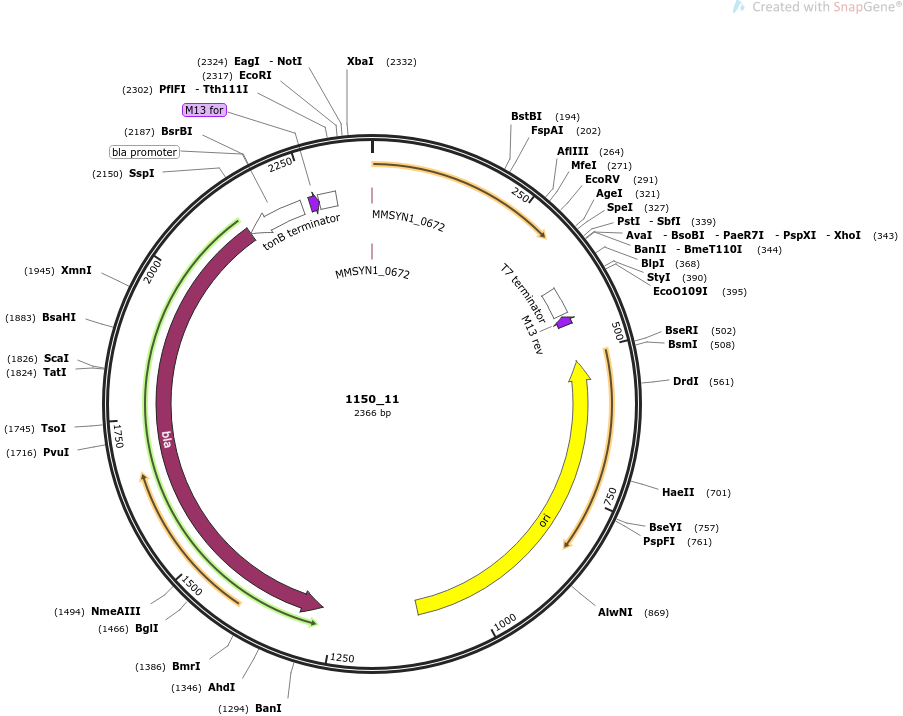 Created with SnapGene®
(2324) EagI - NotI
XbaI (2332)
(2317) EcoRI
(2302) PflFI - Tth111I
M13 for
(2187) BsrBI
bla promoter
(2150) SspI
BstBI (194)
FspAI (202)
AflIII (264)
MfeI (271)
EcoRV (291)
AgeI (321)
SpeI (327)
PstI - SbfI (339)
AvaI - BsoBI - PaeR7I - PspXI - XhoI (343)
BanII - BmeT110I (344)
BlpI (368)
StyI (390)
EcoO109I (395)
BseRI (502)
BsmI (508)
DrdI (561)
HaeII (701)
BseYI (757)
PspFI (761)
AlwNI (869)
(1945) XmnI
(1883) BsaHI
(1826) ScaI
(1824) TatI
(1745) TsoI
(1716) PvuI
(1494) NmeAIII
(1466) BglI
(1386) BmrI
(1346) AhdI
(1294) BanI
2250
250
2000
500
1750
750
1500
1000
1250
tonB terminator
MMSYN1_0672
MMSYN1_0672
T7 terminator
M13 rev
bla
ori
1150_11
2366 bp